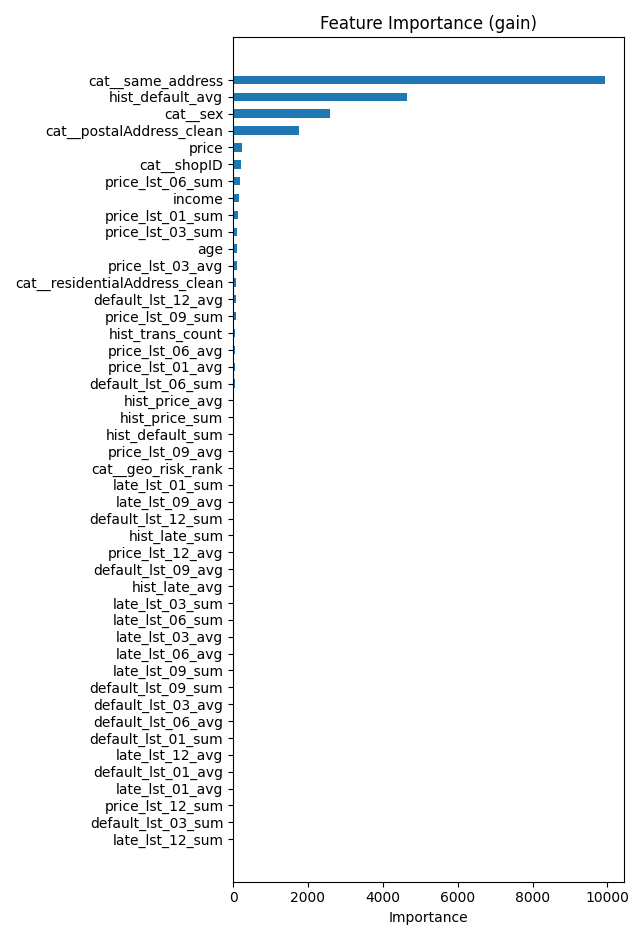 Feature Importance (gain)
cat__same_address
hist_default_avg
cat__sex
cat__postalAddress_clean
price
cat__shopID
price_lst_06_sum
income
price_lst_01_sum
price_lst_03_sum
age
price_lst_03_avg
cat__residentialAddress_clean
default_lst_12_avg
price_lst_09_sum
hist_trans_count
price_lst_06_avg
price_lst_01_avg
default_lst_06_sum
hist_price_avg
hist_price_sum
hist_default_sum
price_lst_09_avg
cat__geo_risk_rank
late_lst_01_sum
late_lst_09_avg
default_lst_12_sum
hist_late_sum
price_lst_12_avg
default_lst_09_avg
hist_late_avg
late_lst_03_sum
late_lst_06_sum
late_lst_03_avg
late_lst_06_avg
late_lst_09_sum
default_lst_09_sum
default_lst_03_avg
default_lst_06_avg
default_lst_01_sum
late_lst_12_avg
default_lst_01_avg
late_lst_01_avg
price_lst_12_sum
default_lst_03_sum
late_lst_12_sum
0 2000 4000 6000 8000 10000
Importance